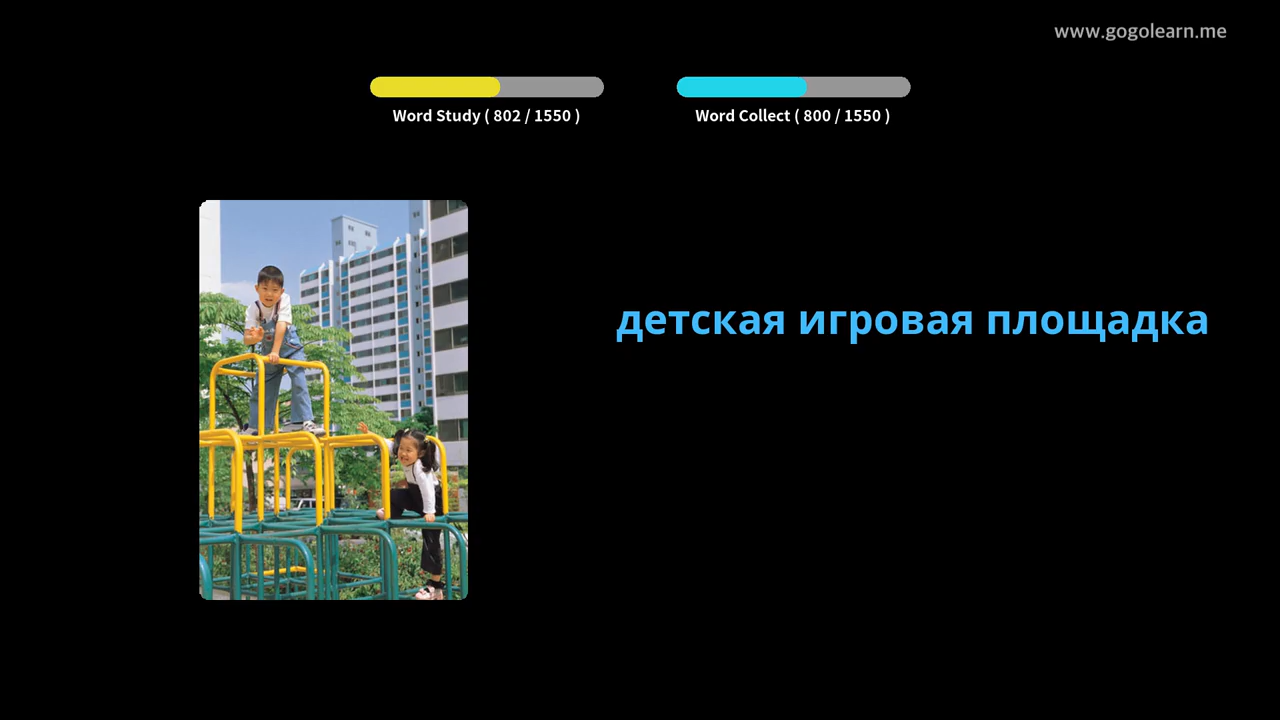 www.gogolearn.me
Word Study ( 802 / 1550 )
Word Collect ( 800 / 1550 )
детская игровая площадка